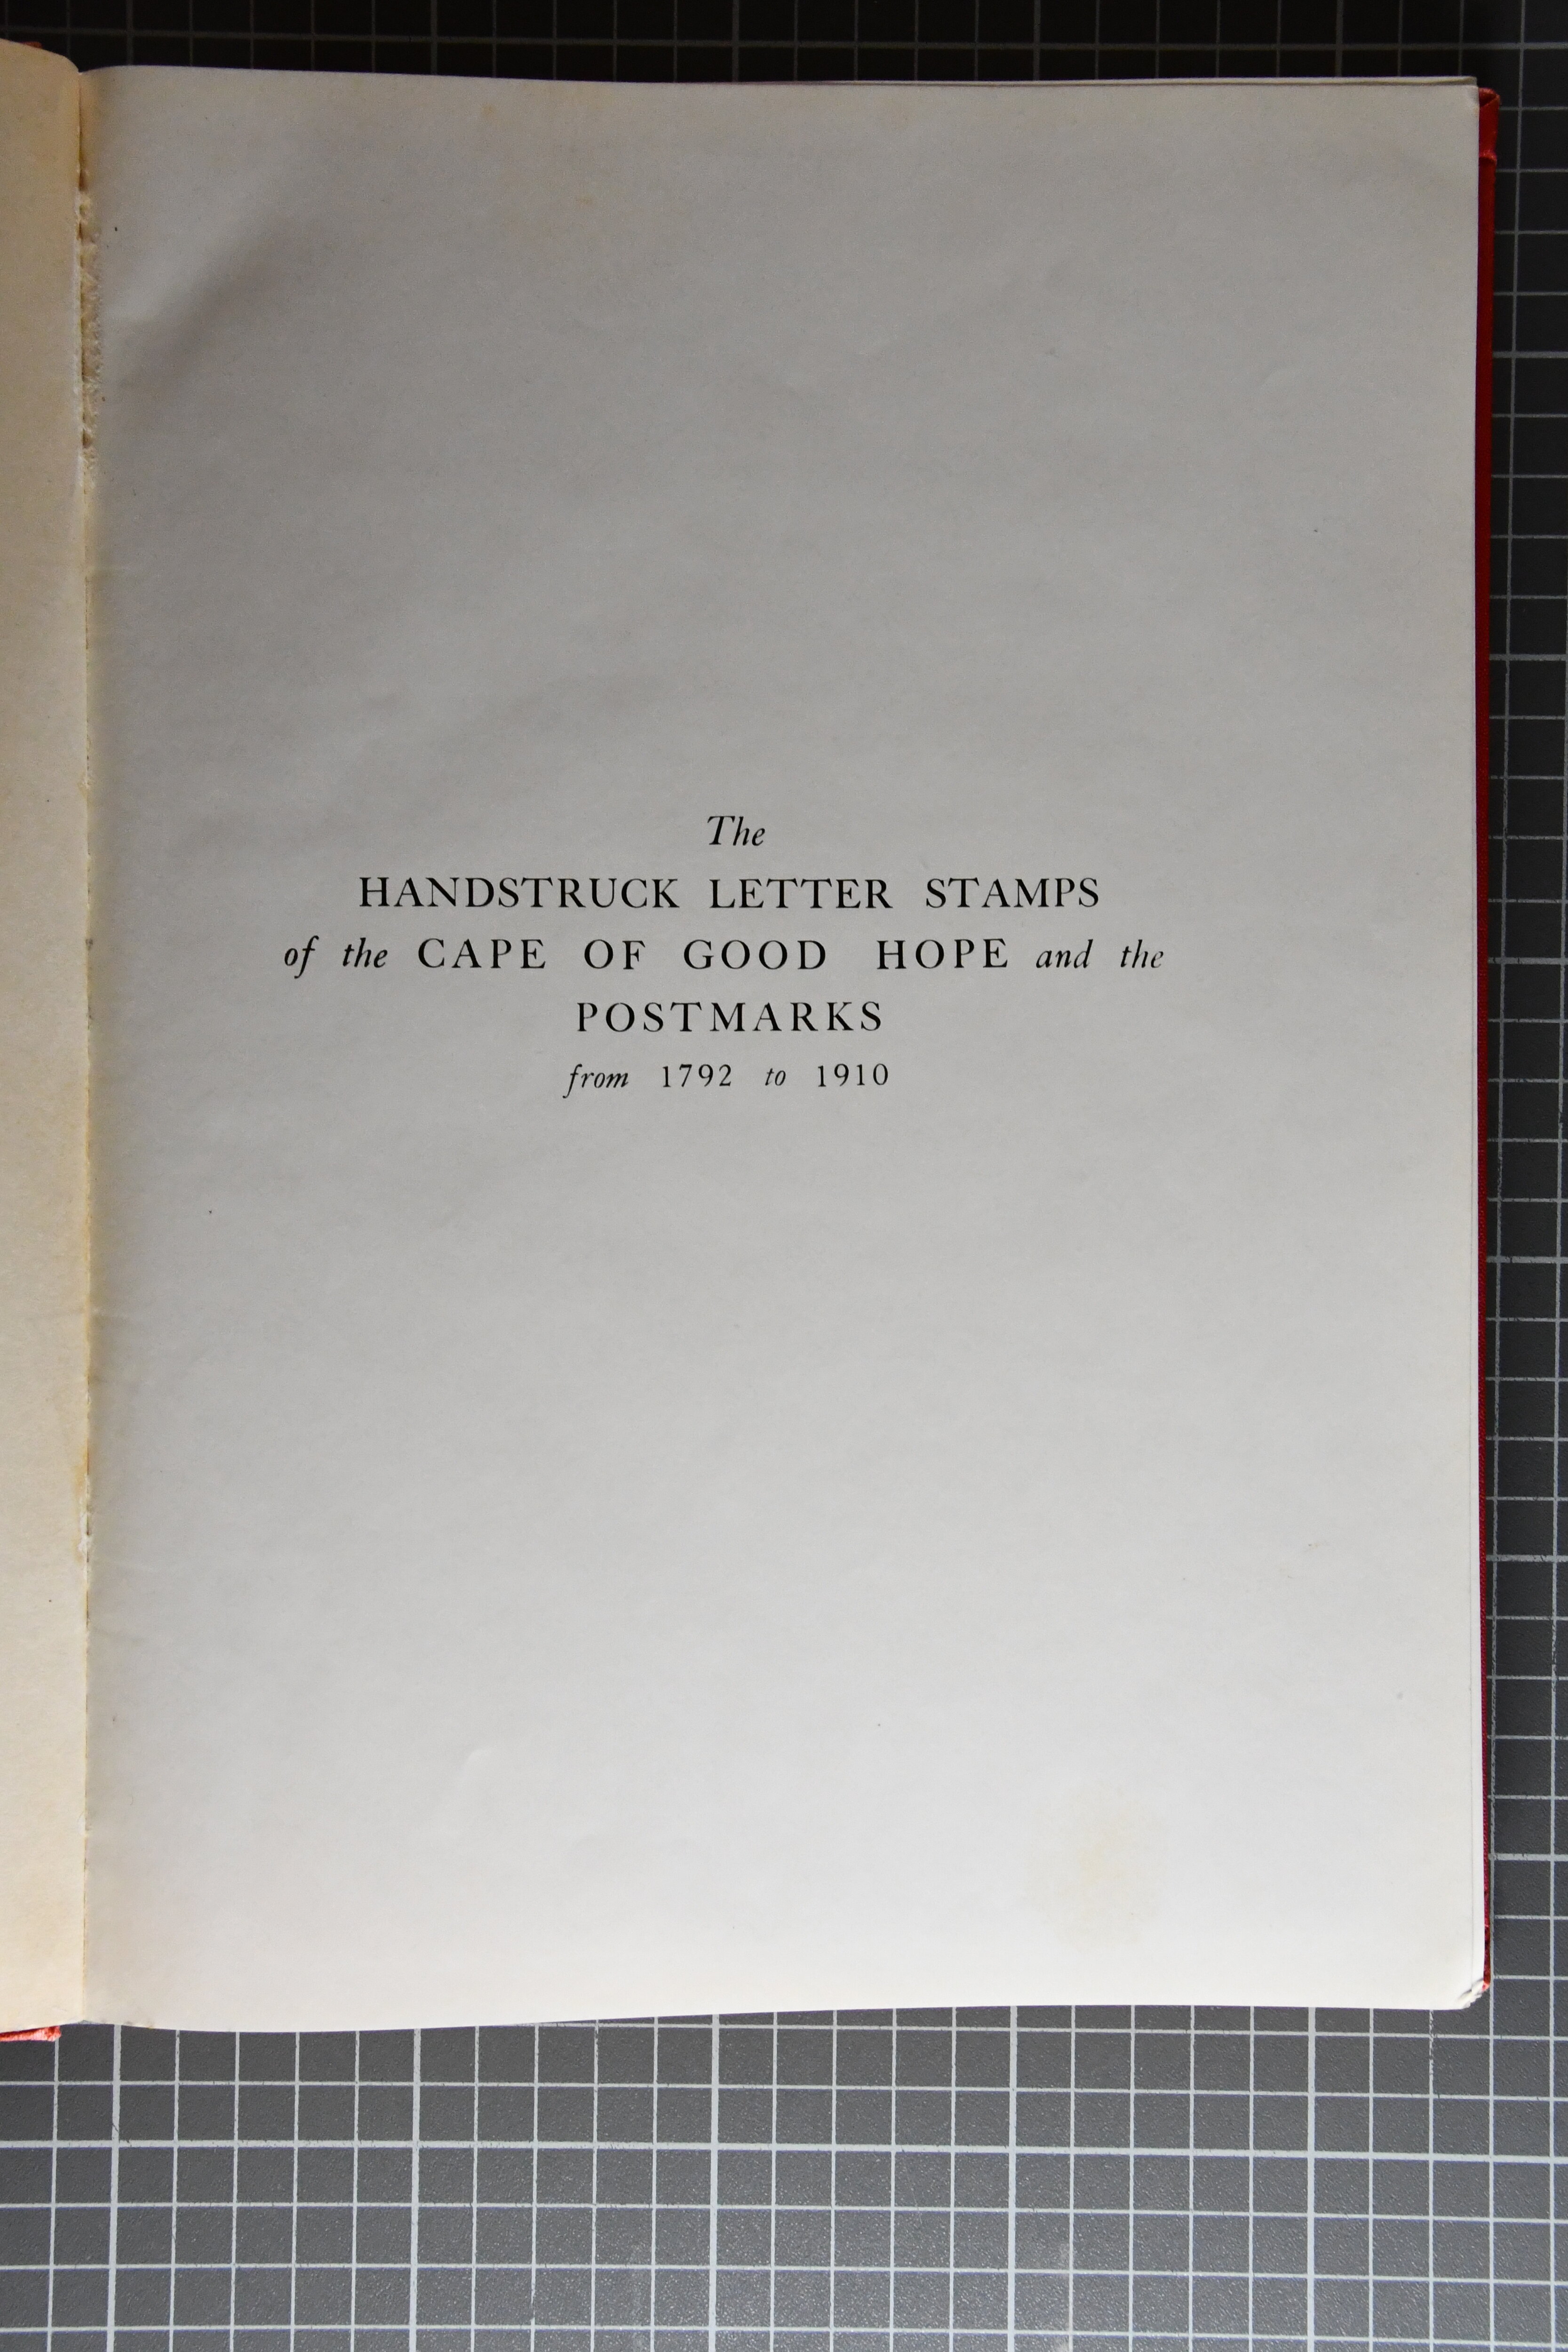 The
HANDSTRUCK LETTER STAMPS
of the CAPE OF GOOD HOPE and the
POSTMARKS
from 1792 to 1910